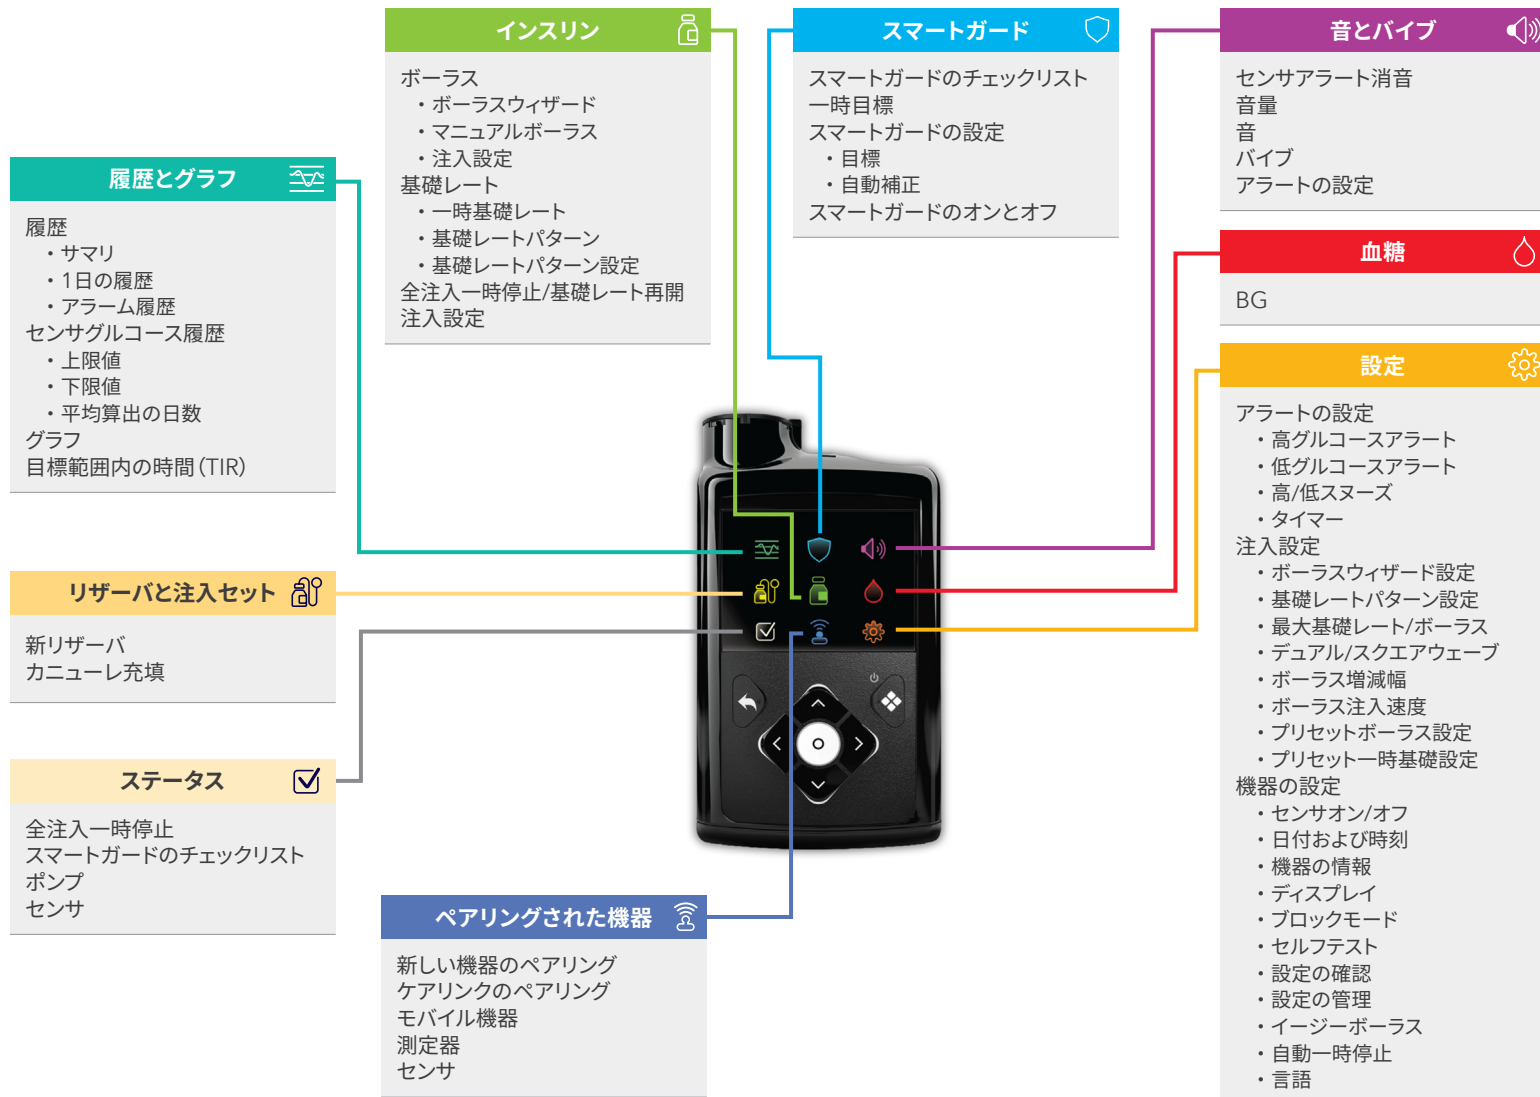 履歴とグラフ
履歴
・サマリ
・1日の履歴
・アラーム履歴
センサグルコース履歴
・上限値
・下限値
・平均算出の日数
グラフ
目標範囲内の時間(TIR)
リザーバと注入セット
新リザーバ
カニューレ充填
ステータス
全注入一時停止
スマートガードのチェックリスト
ポンプ
センサ
インスリン
ボーラス
・ボーラスウィザード
・マニュアルボーラス
・注入設定
基礎レート
・一時基礎レート
・基礎レートパターン
・基礎レートパターン設定
全注入一時停止/基礎レート再開
注入設定
ペアリングされた機器
新しい機器のペアリング
ケアリンクのペアリング
モバイル機器
測定器
センサ
スマートガード
スマートガードのチェックリスト
一時目標
スマートガードの設定
・目標
・自動補正
スマートガードのオンとオフ
音とバイブ
センサアラート消音
音量
音
バイブ
アラートの設定
血糖
BG
設定
アラートの設定
・高グルコースアラート
・低グルコースアラート
・高/低スヌーズ
・タイマー
注入設定
・ボーラスウィザード設定
・基礎レートパターン設定
・最大基礎レート/ボーラス
・デュアル/スクエアウェーブ
・ボーラス増減幅
・ボーラス注入速度
・プリセットボーラス設定
・プリセット一時基礎設定
機器の設定
・センサオン/オフ
・日付および時刻
・機器の情報
・ディスプレイ
・ブロックモード
・セルフテスト
・設定の確認
・設定の管理
・イージーボーラス
・自動一時停止
・言語